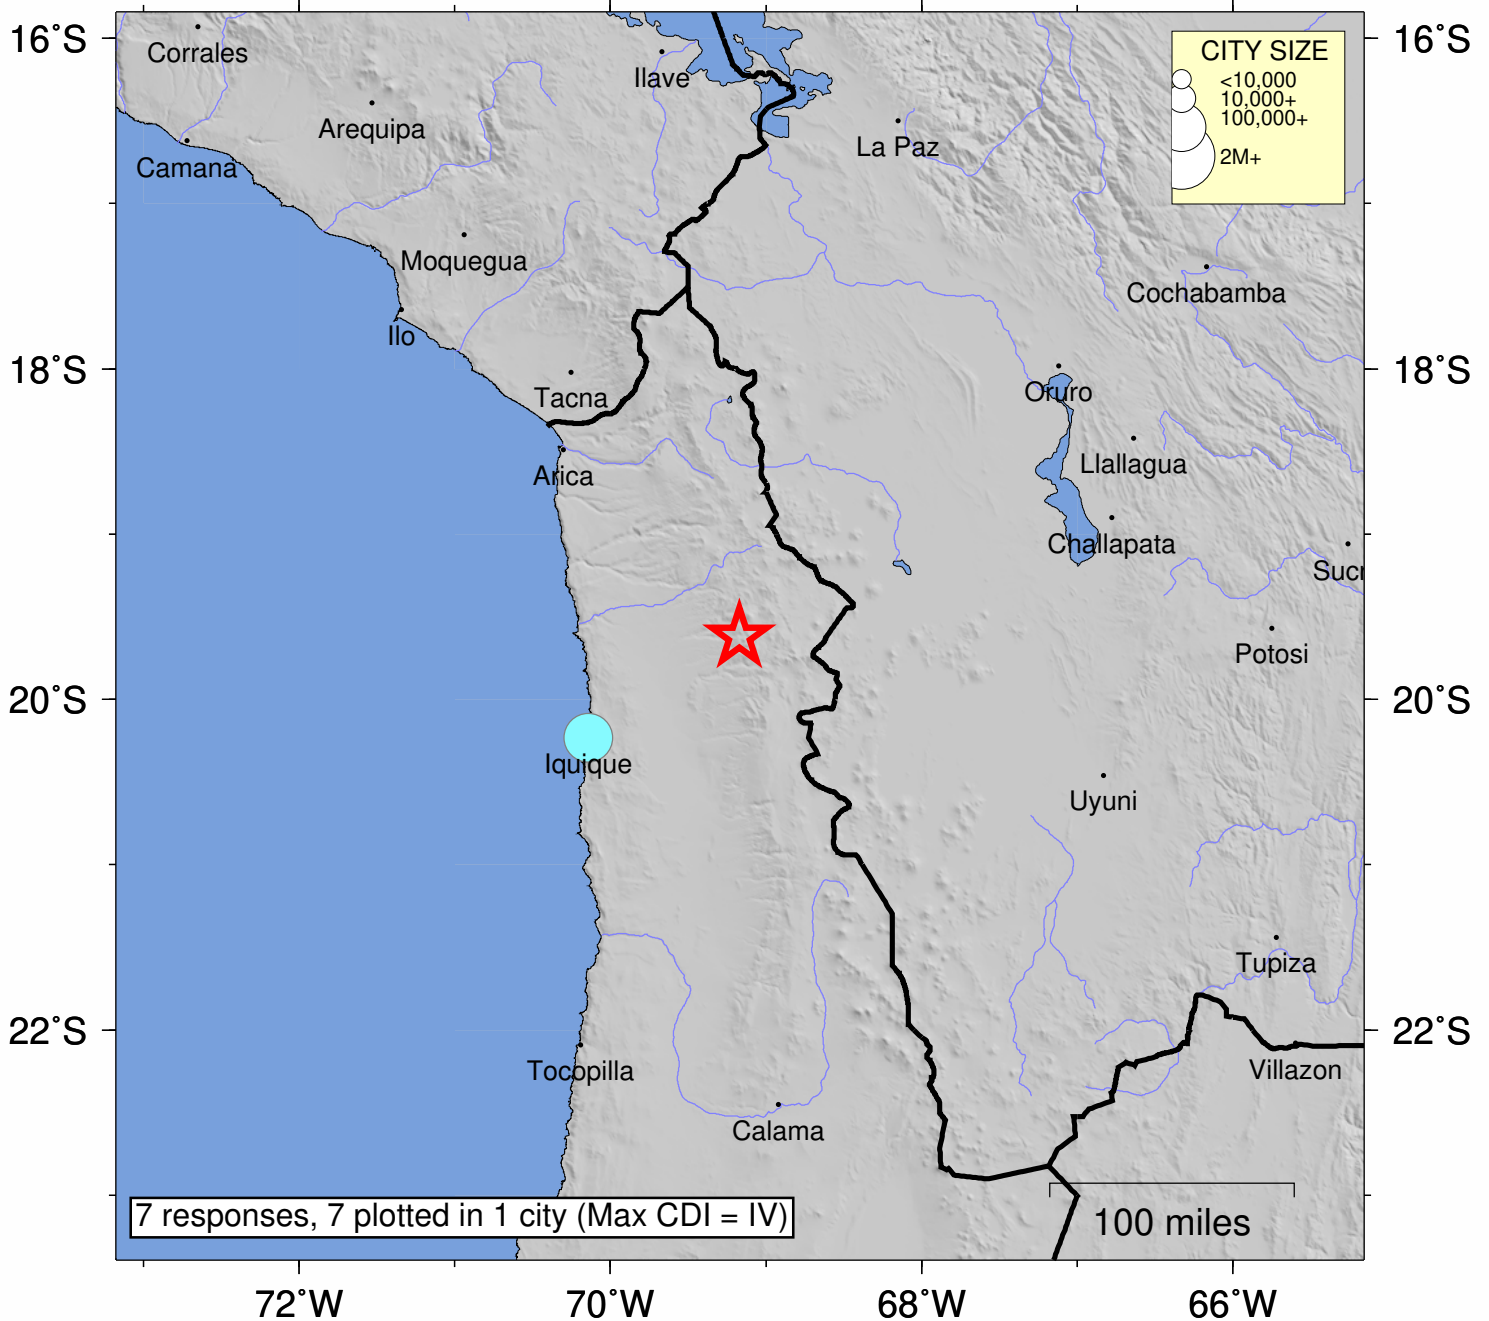 16°S
16°S
CITY SIZE
<10,000
10,000+
100,000+
2M+
Corrales
Ilave
Arequipa
La Paz
Camana
Moquegua
Cochabamba
Ilo
18°S
18°S
Tacna
Oruro
Arica
Llallagua
Challapata
Sucr
Potosi
20°S
20°S
Iquique
Uyuni
Tupiza
22°S
22°S
Tocopilla
Villazon
Calama
7 responses, 7 plotted in 1 city (Max CDI = IV)
100 miles
72°W
70°W
68°W
66°W